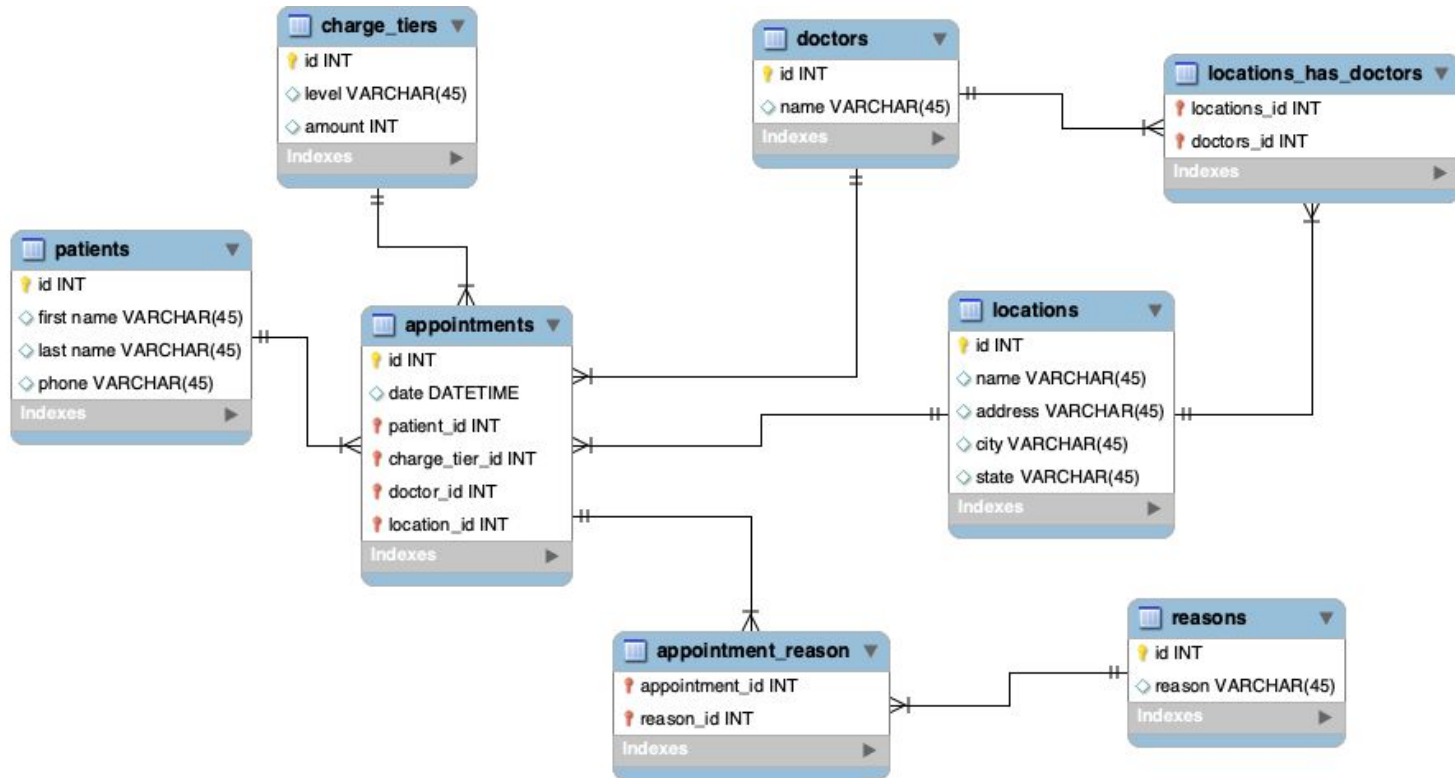 charge_tiers
id INT
level VARCHAR(45)
amount INT
Indexes
doctors
id INT
name VARCHAR(45)
Indexes
locations_has_doctors
locations_id INT
doctors_id INT
Indexes
patients
id INT
first name VARCHAR(45)
last name VARCHAR(45)
phone VARCHAR(45)
Indexes
appointments
id INT
date DATETIME
patient_id INT
charge_tier_id INT
doctor_id INT
location_id INT
Indexes
locations
id INT
name VARCHAR(45)
address VARCHAR(45)
city VARCHAR(45)
state VARCHAR(45)
Indexes
appointment_reason
appointment_id INT
reason_id INT
Indexes
reasons
id INT
reason VARCHAR(45)
Indexes